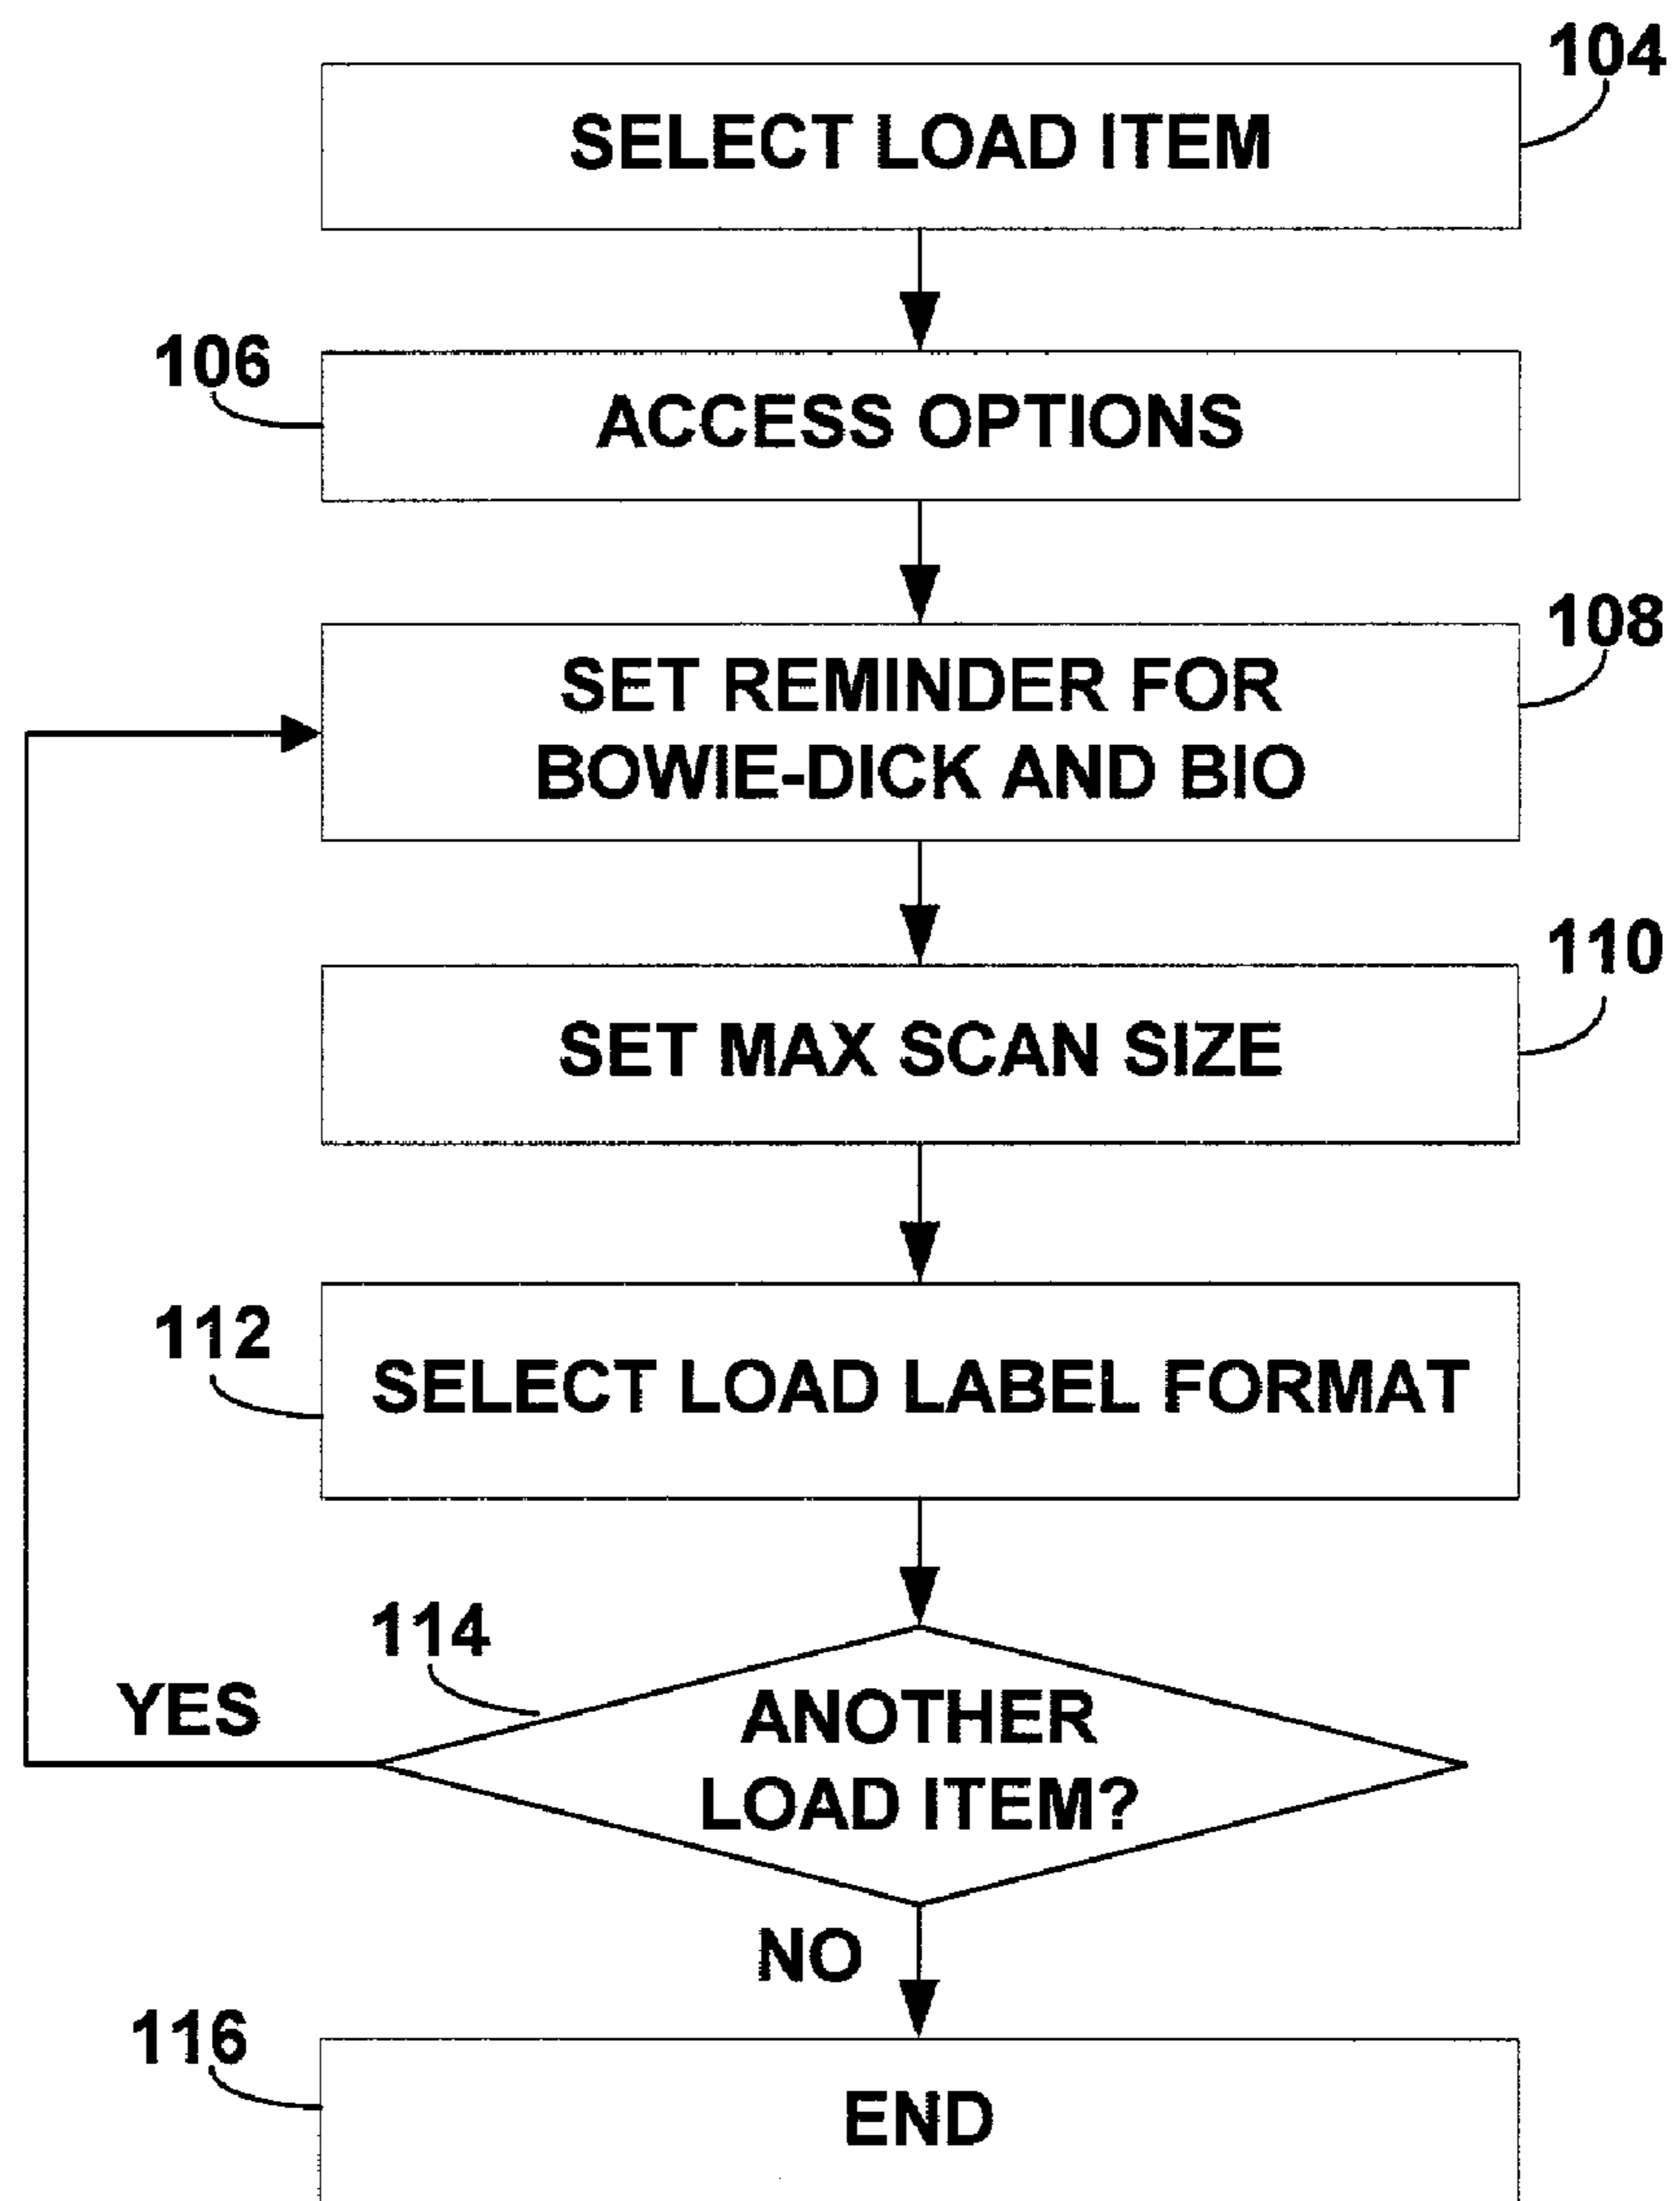 104
SELECT LOAD ITEM
106
ACCESS OPTIONS
108
SET REMINDER FOR
BOWIE-DICK AND BIO
110
SET MAX SCAN SIZE
112
SELECT LOAD LABEL FORMAT
114
YES
ANOTHER
LOAD ITEM?
NO
116
END